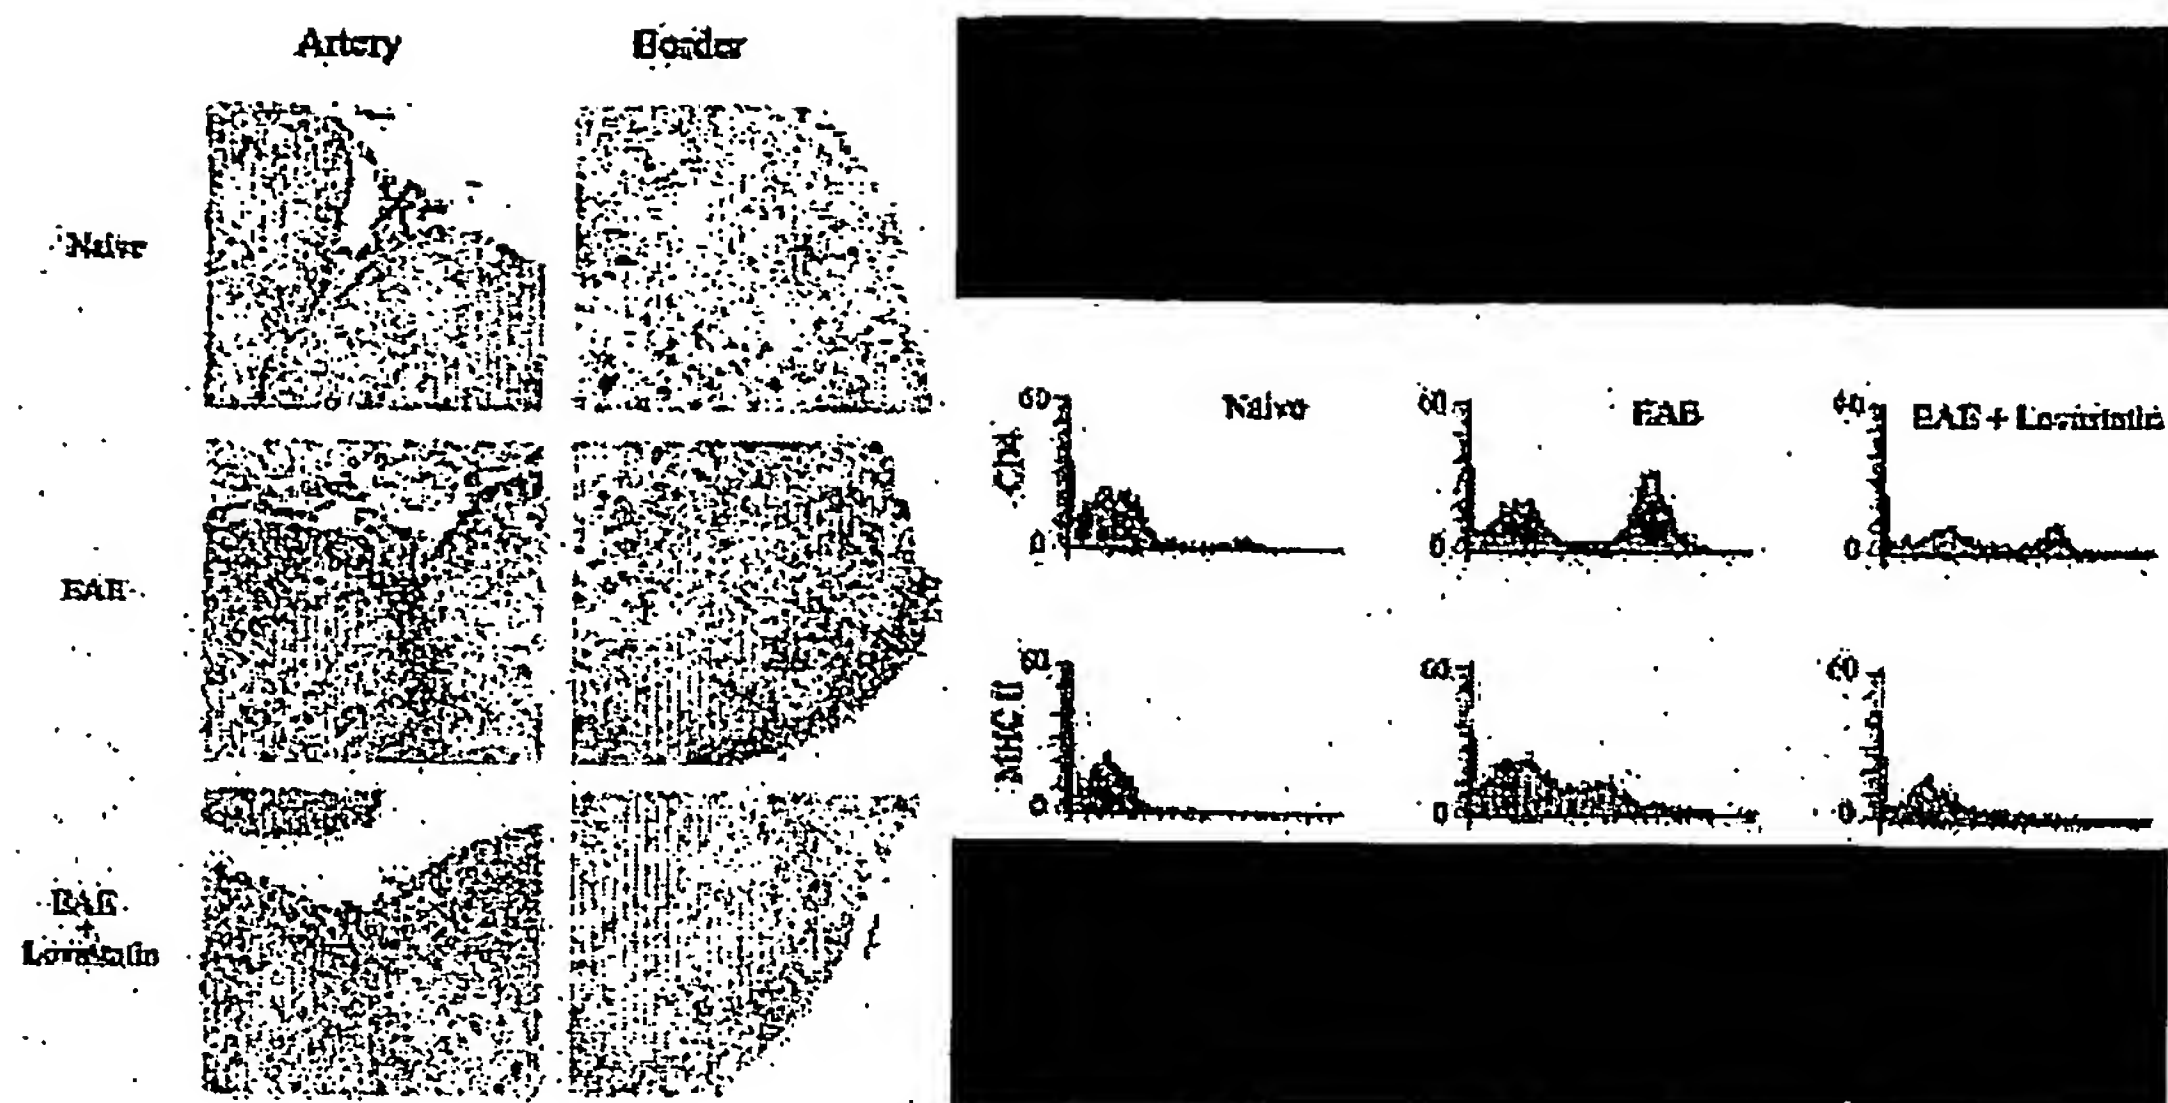 Artery Border
Naive
EAE
EAE
+
Lovastatin
60 Naive 60 EAE 60 EAE + Lovastatin
CD4
0 0 0
60 60 60
MHC II
0 0 0